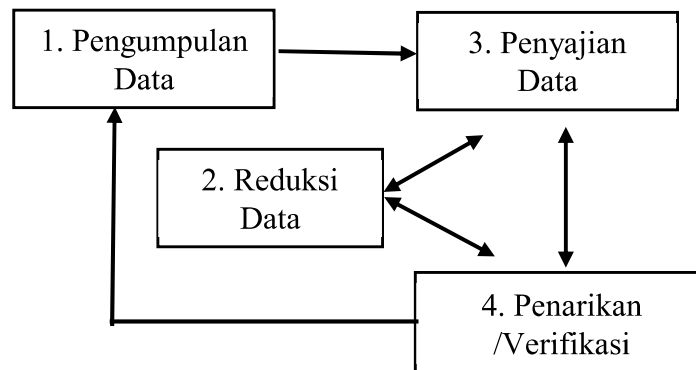 1. Pengumpulan
Data
3. Penyajian
Data
2. Reduksi
Data
4. Penarikan
/Verifikasi